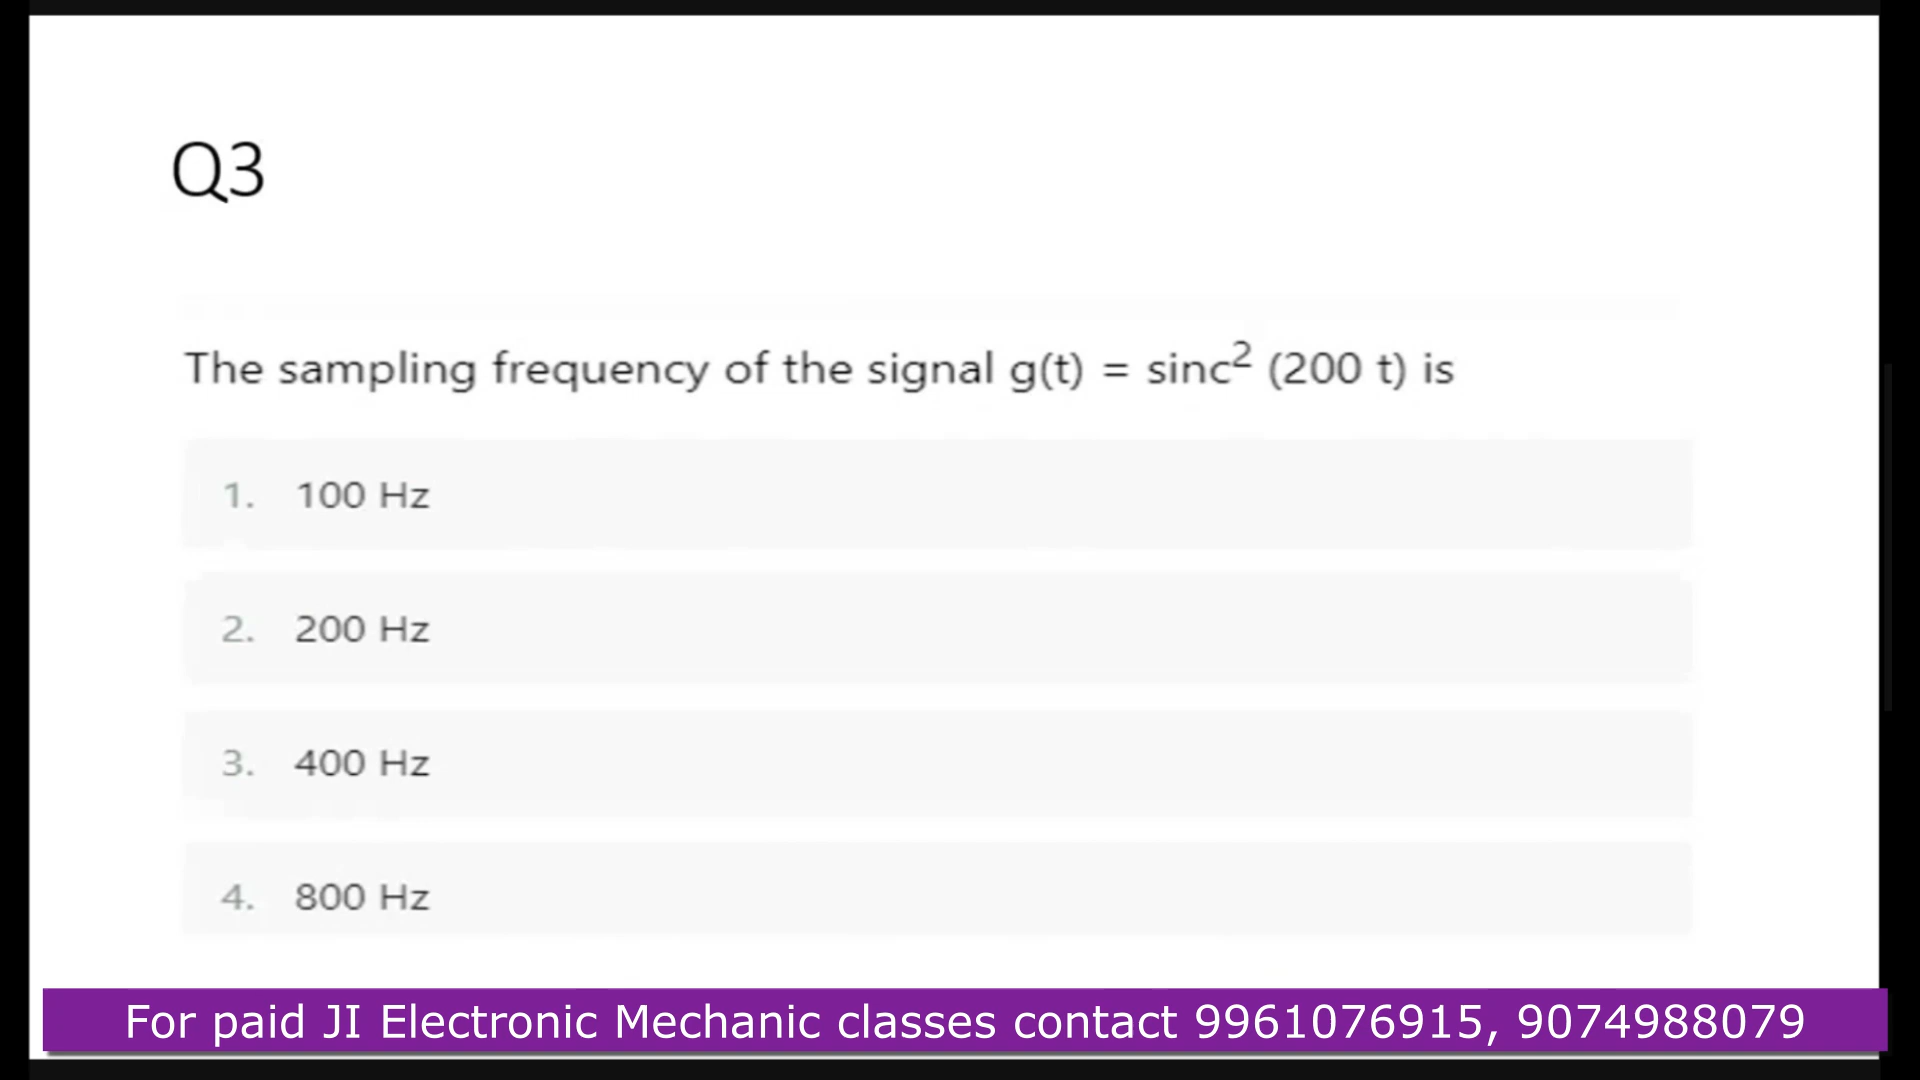 Q3
The sampling frequency of the signal g(t) = sinc² (200 t) is
1. 100 Hz
2. 200 Hz
3. 400 Hz
4. 800 Hz
For paid JI Electronic Mechanic classes contact 9961076915, 9074988079